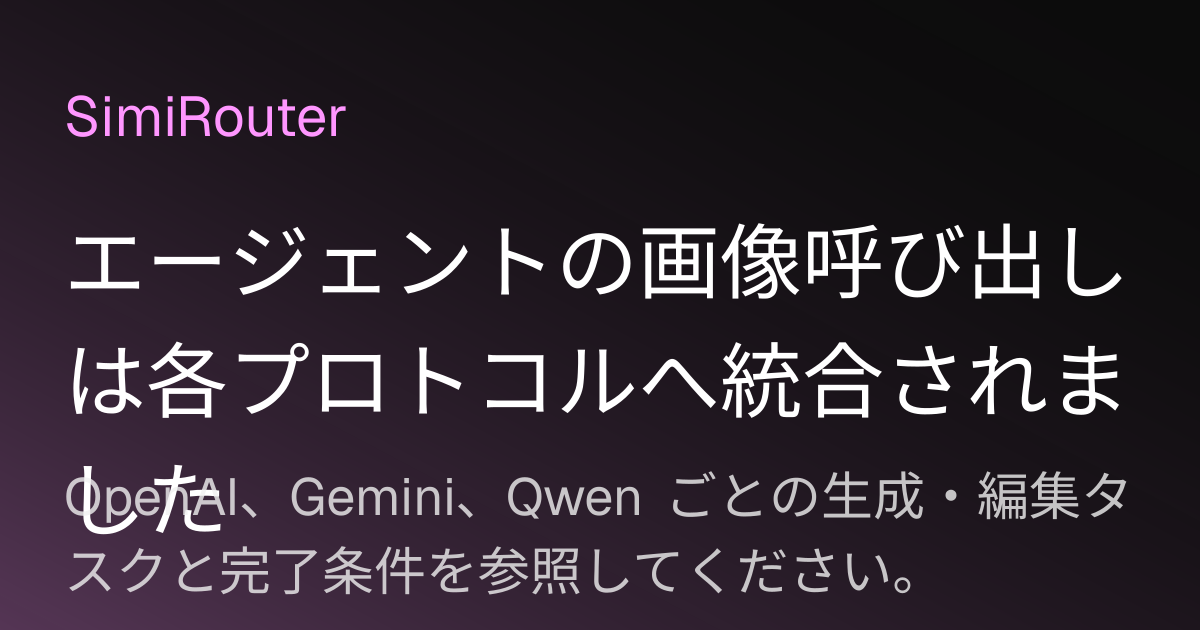 SimiRouter
エージェントの画像呼び出し
は各プロトコルへ統合されま
した
OpenAI、Gemini、Qwen ごとの生成・編集タ
スクと完了条件を参照してください。